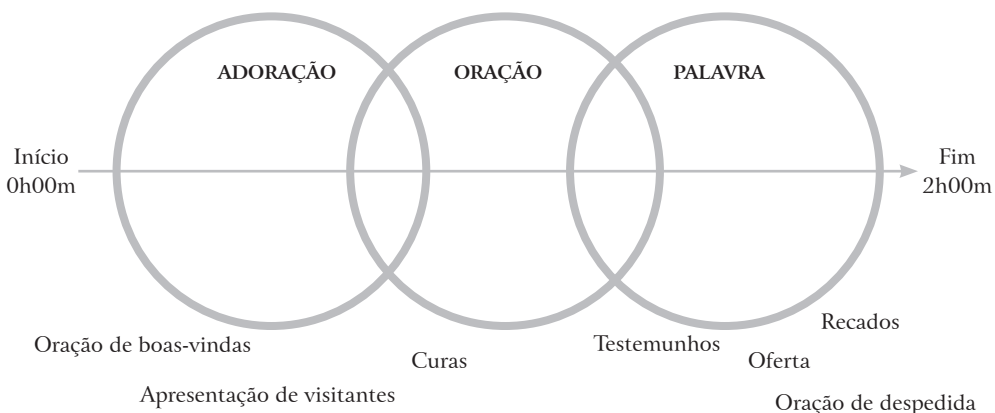 ADORAÇÃO
ORAÇÃO
PALAVRA
Início
0h00m
Fim
2h00m
Oração de boas-vindas
Apresentação de visitantes
Curas
Testemunhos
Oferta
Recados
Oração de despedida